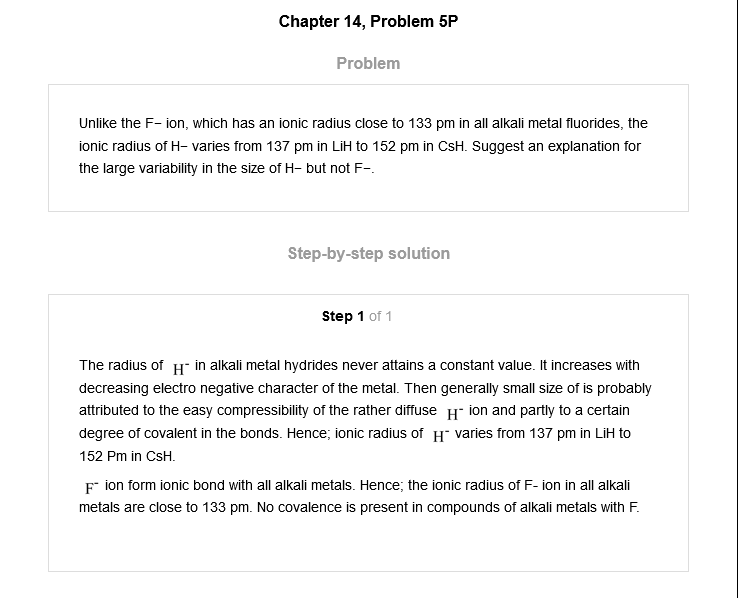 Chapter 14, Problem 5P
Problem
Unlike the F− ion, which has an ionic radius close to 133 pm in all alkali metal fluorides, the
ionic radius of H− varies from 137 pm in LiH to 152 pm in CsH. Suggest an explanation for
the large variability in the size of H− but not F−.
Step-by-step solution
Step 1 of 1
The radius of H⁻ in alkali metal hydrides never attains a constant value. It increases with
decreasing electro negative character of the metal. Then generally small size of is probably
attributed to the easy compressibility of the rather diffuse H⁻ ion and partly to a certain
degree of covalent in the bonds. Hence; ionic radius of H⁻ varies from 137 pm in LiH to
152 Pm in CsH.
F⁻ ion form ionic bond with all alkali metals. Hence; the ionic radius of F- ion in all alkali
metals are close to 133 pm. No covalence is present in compounds of alkali metals with F.